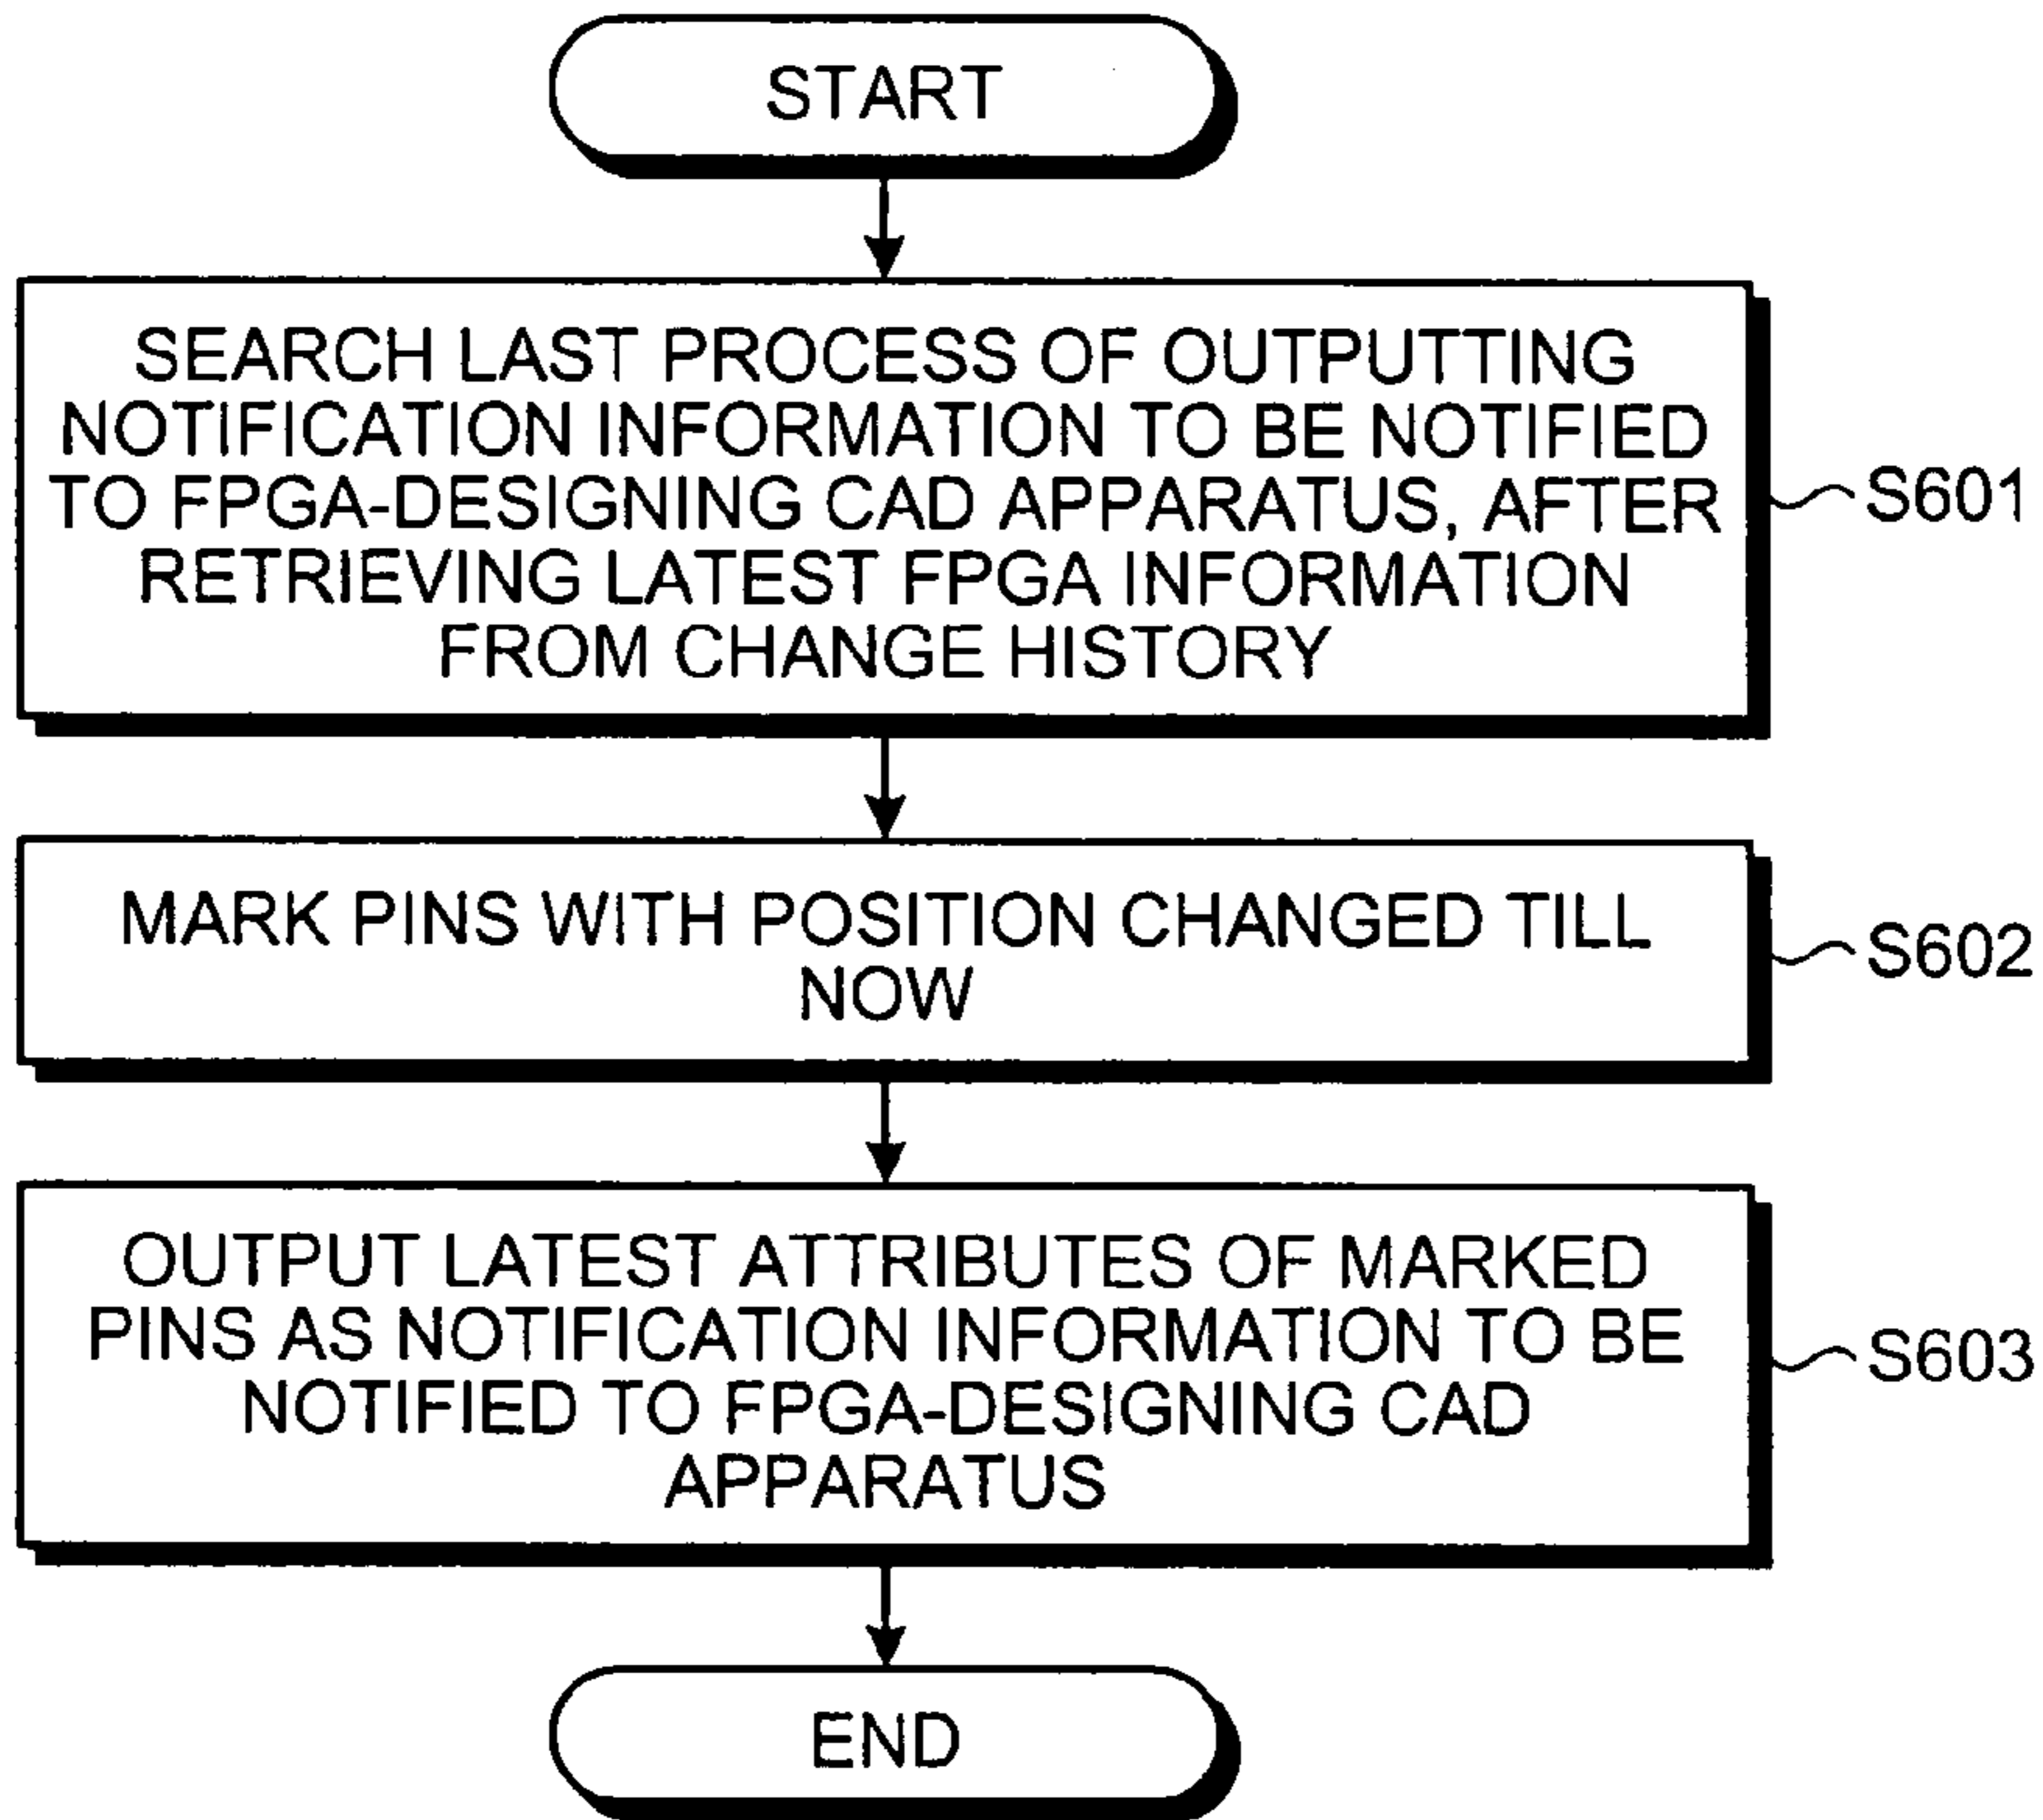 START
SEARCH LAST PROCESS OF OUTPUTTING
NOTIFICATION INFORMATION TO BE NOTIFIED
TO FPGA-DESIGNING CAD APPARATUS, AFTER
RETRIEVING LATEST FPGA INFORMATION
FROM CHANGE HISTORY
S601
MARK PINS WITH POSITION CHANGED TILL
NOW
S602
OUTPUT LATEST ATTRIBUTES OF MARKED
PINS AS NOTIFICATION INFORMATION TO BE
NOTIFIED TO FPGA-DESIGNING CAD
APPARATUS
S603
END